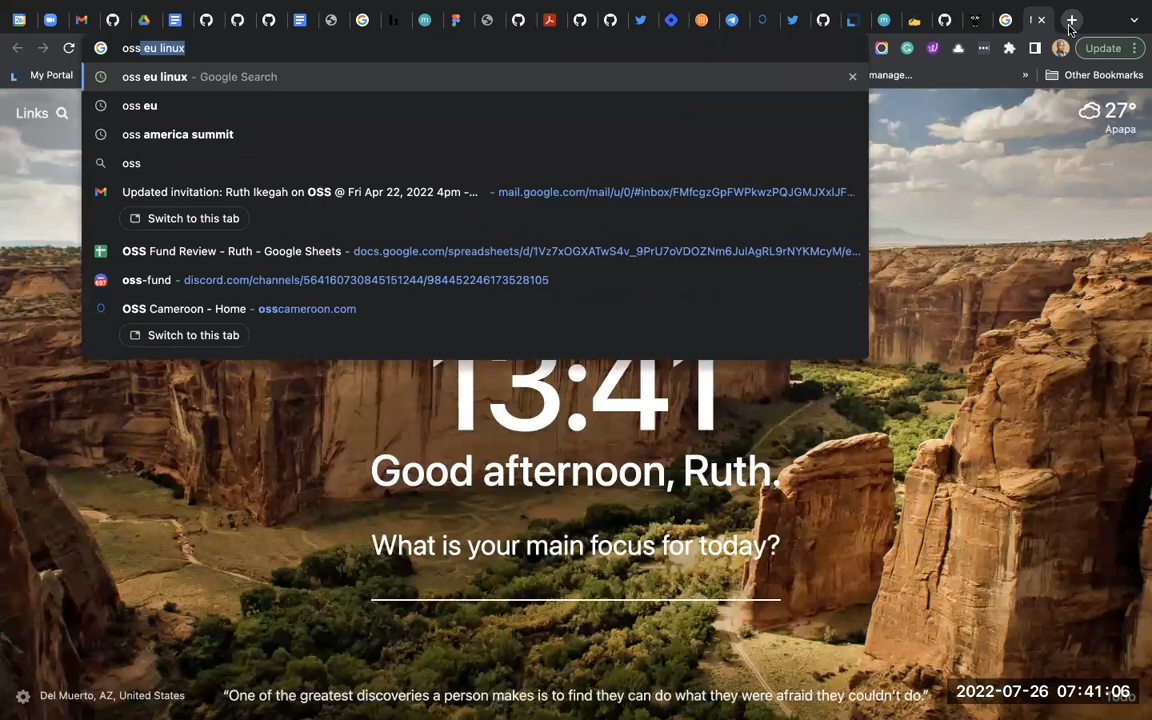 oss eu linux
Update
My Portal
manage...
»
Other Bookmarks
oss eu linux - Google Search
oss eu
oss america summit
oss
Updated invitation: Ruth Ikegah on OSS @ Fri Apr 22, 2022 4pm -... - mail.google.com/mail/u/0/#inbox/FMfcgzGpFWPkwzPQJGMJXxlJF...
Switch to this tab
OSS Fund Review - Ruth - Google Sheets - docs.google.com/spreadsheets/d/1Vz7xOGXATwS4v_9PrU7oVDOZNm6JulAgRL9rNYKMcyM/e...
oss-fund - discord.com/channels/564160730845151244/984452246173528105
OSS Cameroon - Home - osscameroon.com
Switch to this tab
Links
27°
Apapa
13:41
Good afternoon, Ruth.
What is your main focus for today?
Del Muerto, AZ, United States
“One of the greatest discoveries a person makes is to find they can do what they were afraid they couldn't do.”
2022-07-26 07:41:06